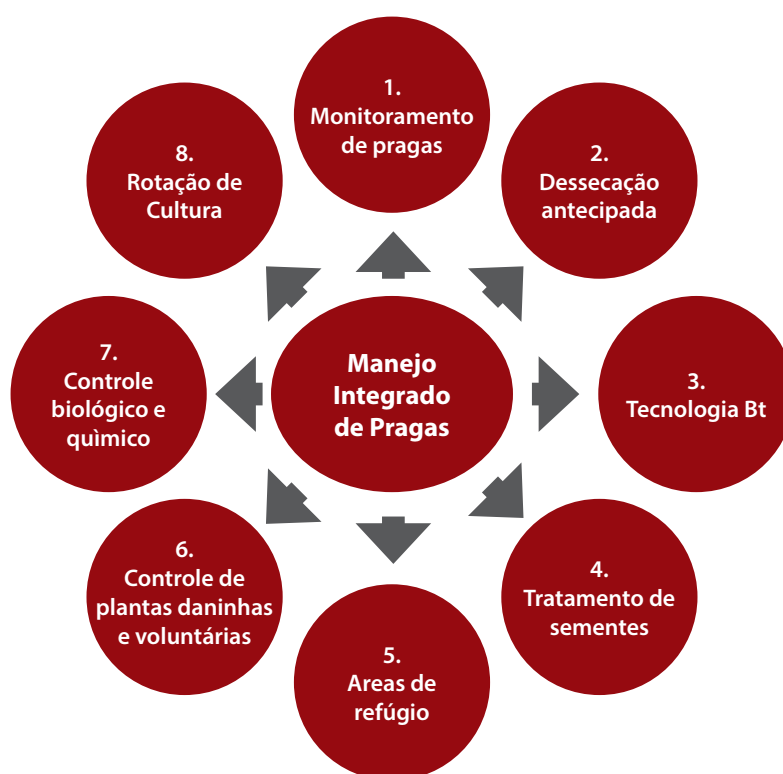 1.
Monitoramento
de pragas
2.
Dessecação
antecipada
3.
Tecnologia Bt
4.
Tratamento de
sementes
5.
Areas de
refúgio
6.
Controle de
plantas daninhas
e voluntárias
7.
Controle
biológico e
quìmico
8.
Rotação de
Cultura
Manejo
Integrado
de Pragas